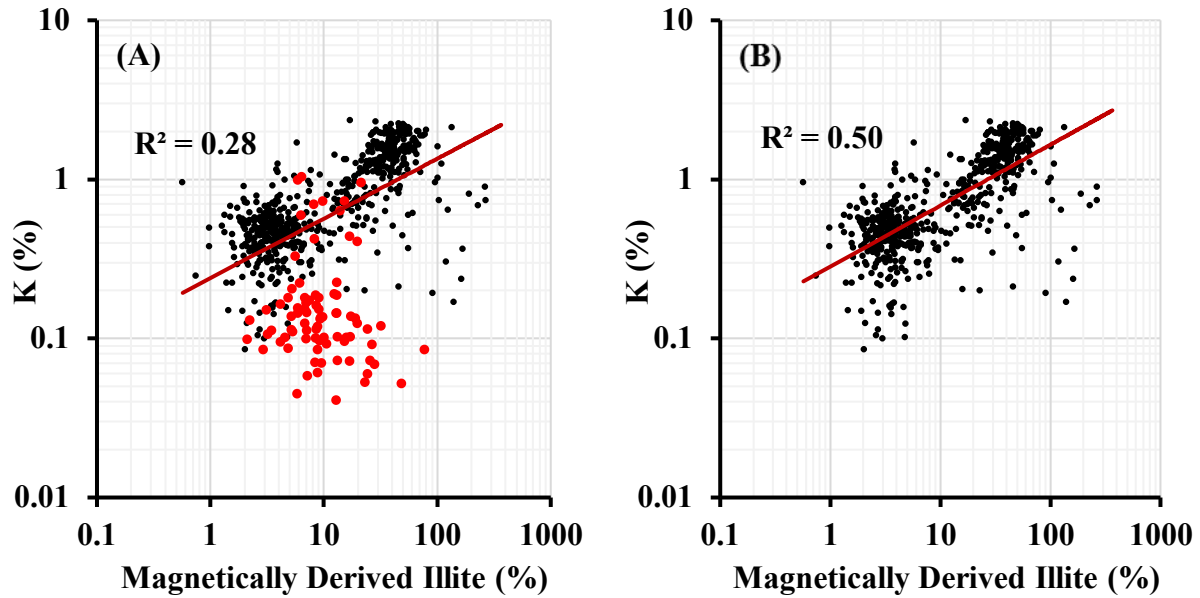 10
(A)
R² = 0.28
1
K (%)
0.1
0.01
0.1
1
10
100
1000
Magnetically Derived Illite (%)
10
(B)
R² = 0.50
1
K (%)
0.1
0.01
0.1
1
10
100
1000
Magnetically Derived Illite (%)